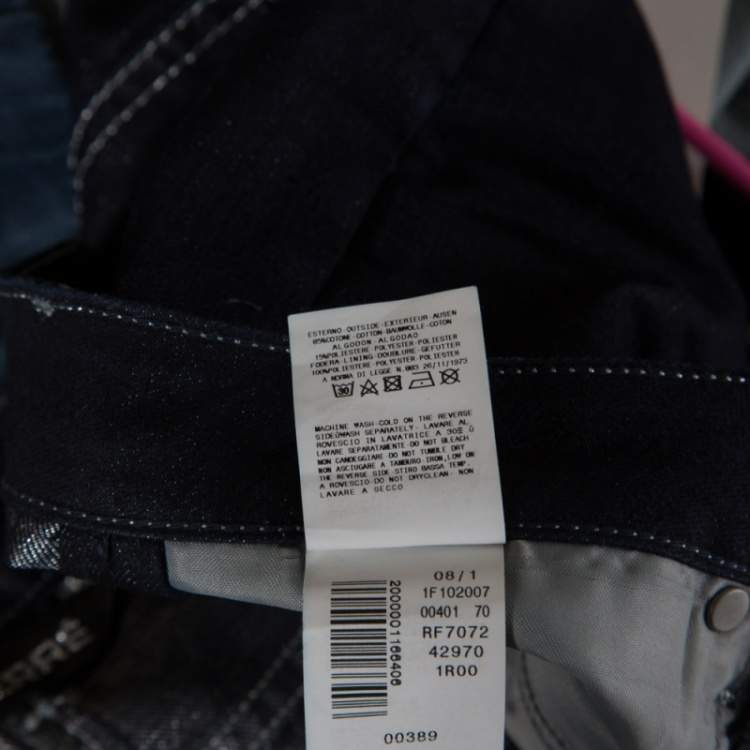 ESTERNO-OUTSIDE-EXTERIEUR-AUSEN
85%COTONE-COTTON-BAUMWOLLE-COTON
ALGODON-ALGODAO
15%POLIESTERE-POLYESTER-POLYESTER
FODERA-LINING-DOUBLURE-GEFUTTER
100%POLIESTERE-POLYESTER-POLYESTER
A NORMA DI LEGGE N.883 26/11/1973
30
MACHINE WASH-COLD ON THE REVERSE
SIDE@WASH SEPARATELY. LAVARE AL
ROVESCIO IN LAVATRICE A 30
LAVARE SEPARATAMENTE-DO NOT BLEACH
NON CANDEGGIARE-DO NOT TUMBLE DRY
NON ASCIUGARE A TAMBURO-IRON,LOW ON
THE REVERSE SIDE-STIRO BASSA TEMP.
A ROVESCIO-DO NOT DRYCLEAN- NON
LAVARE A SECCO
08/1
1F102007
00401 70
RF7072
42970
1R00
2000001166406
00389